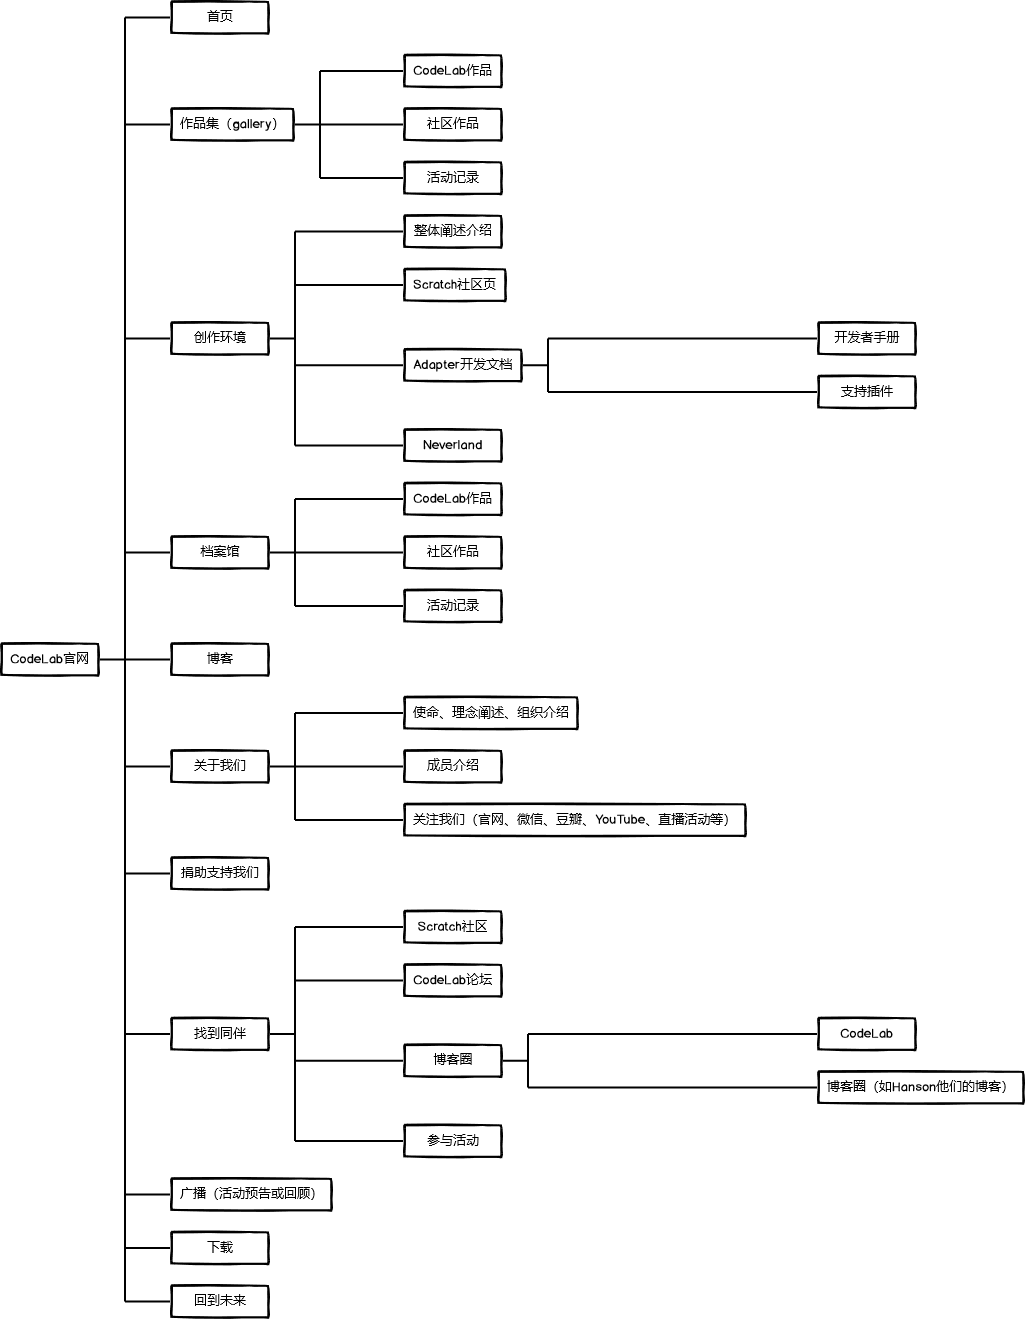 首页
CodeLab作品
作品集（gallery）
社区作品
活动记录
整体阐述介绍
Scratch社区页
创作环境
开发者手册
Adapter开发文档
支持插件
Neverland
CodeLab作品
档案馆
社区作品
活动记录
CodeLab官网
博客
使命、理念阐述、组织介绍
关于我们
成员介绍
关注我们（官网、微信、豆瓣、YouTube、直播活动等）
捐助支持我们
Scratch社区
CodeLab论坛
找到同伴
CodeLab
博客圈
博客圈（如Hanson他们的博客）
参与活动
广播（活动预告或回顾）
下载
回到未来